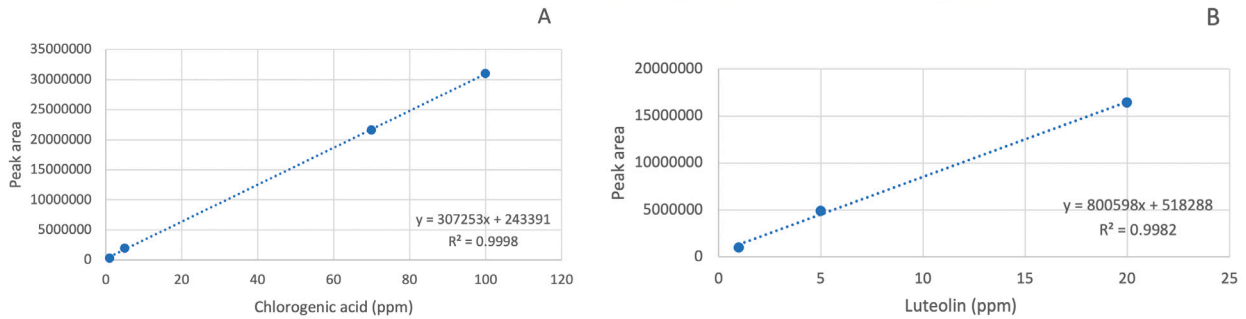 A
35000000
30000000
25000000
20000000
15000000
10000000
5000000
0
Peak area
y = 307253x + 243391
R² = 0.9998
0 20 40 60 80 100 120
Chlorogenic acid (ppm)
B
20000000
15000000
10000000
5000000
0
Peak area
y = 800598x + 518288
R² = 0.9982
0 5 10 15 20 25
Luteolin (ppm)